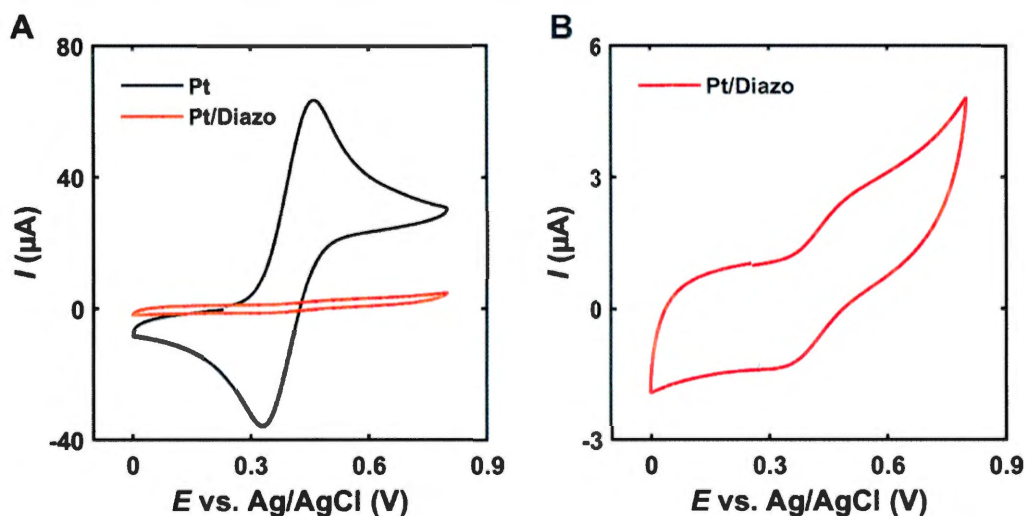 A
80
40
0
-40
I (µA)
Pt
Pt/Diazo
0
0.3
0.6
0.9
E vs. Ag/AgCl (V)
B
6
3
0
-3
I (µA)
Pt/Diazo
0
0.3
0.6
0.9
E vs. Ag/AgCl (V)